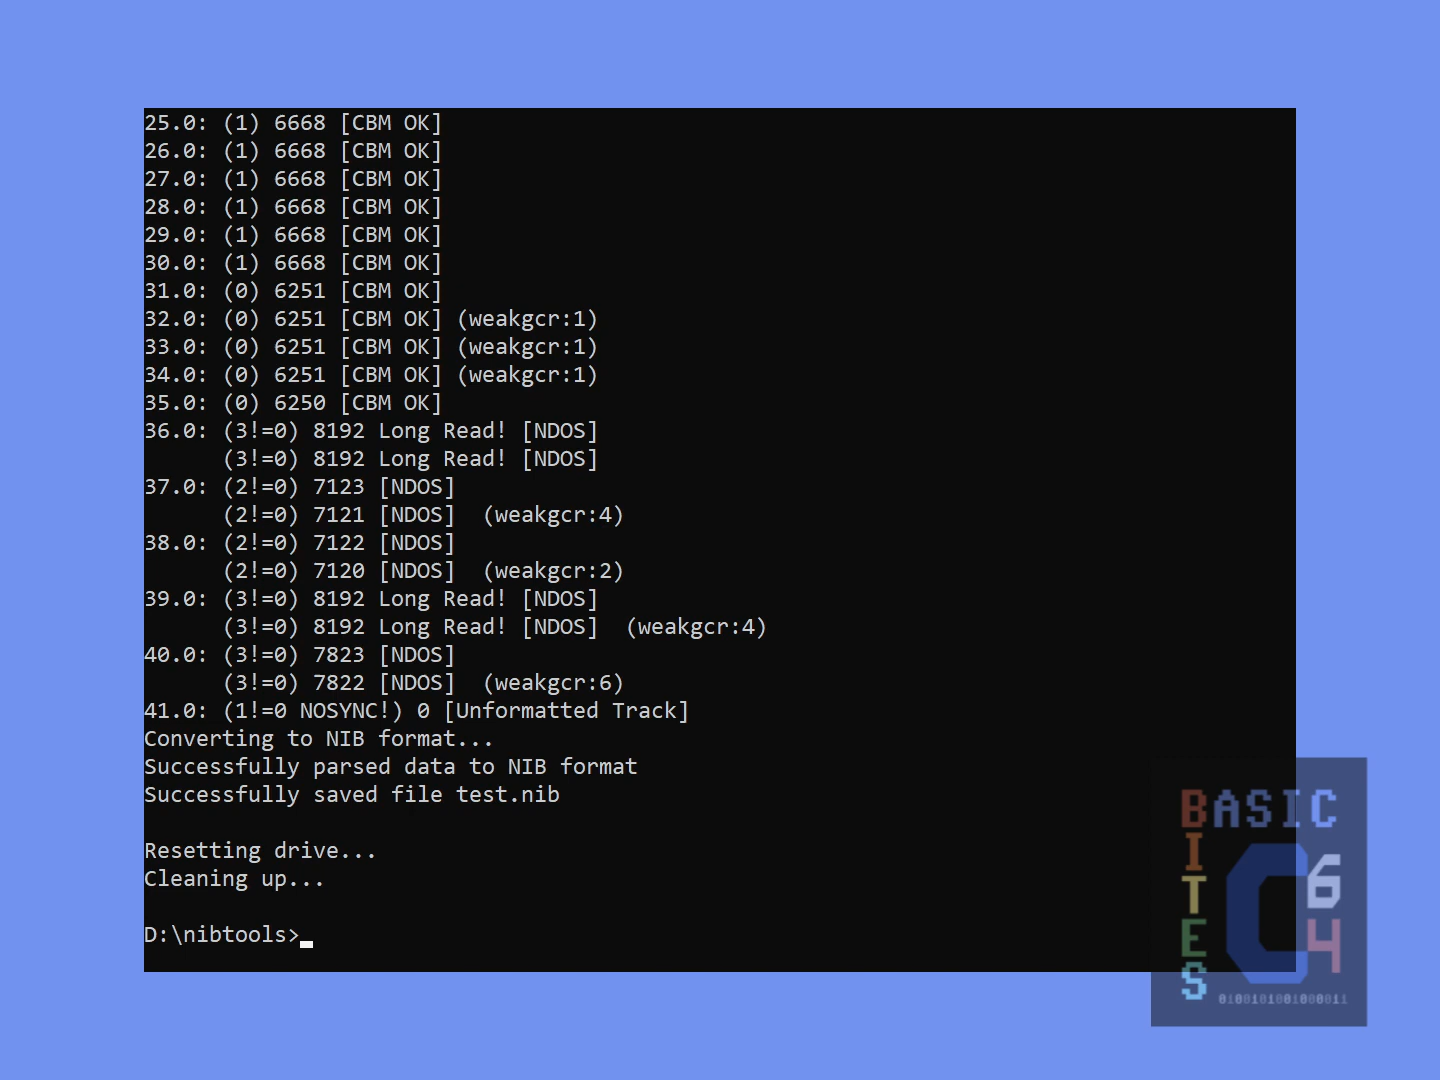 25.0: (1) 6668 [CBM OK]
26.0: (1) 6668 [CBM OK]
27.0: (1) 6668 [CBM OK]
28.0: (1) 6668 [CBM OK]
29.0: (1) 6668 [CBM OK]
30.0: (1) 6668 [CBM OK]
31.0: (0) 6251 [CBM OK]
32.0: (0) 6251 [CBM OK] (weakgcr:1)
33.0: (0) 6251 [CBM OK] (weakgcr:1)
34.0: (0) 6251 [CBM OK] (weakgcr:1)
35.0: (0) 6250 [CBM OK]
36.0: (3!=0) 8192 Long Read! [NDOS]
(3!=0) 8192 Long Read! [NDOS]
37.0: (2!=0) 7123 [NDOS]
(2!=0) 7121 [NDOS]  (weakgcr:4)
38.0: (2!=0) 7122 [NDOS]
(2!=0) 7120 [NDOS]  (weakgcr:2)
39.0: (3!=0) 8192 Long Read! [NDOS]
(3!=0) 8192 Long Read! [NDOS]  (weakgcr:4)
40.0: (3!=0) 7823 [NDOS]
(3!=0) 7822 [NDOS]  (weakgcr:6)
41.0: (1!=0 NOSYNC!) 0 [Unformatted Track]
Converting to NIB format...
Successfully parsed data to NIB format
Successfully saved file test.nib
Resetting drive...
Cleaning up...
D:\nibtools>
BASIC
BITES
C64
0100101001000011